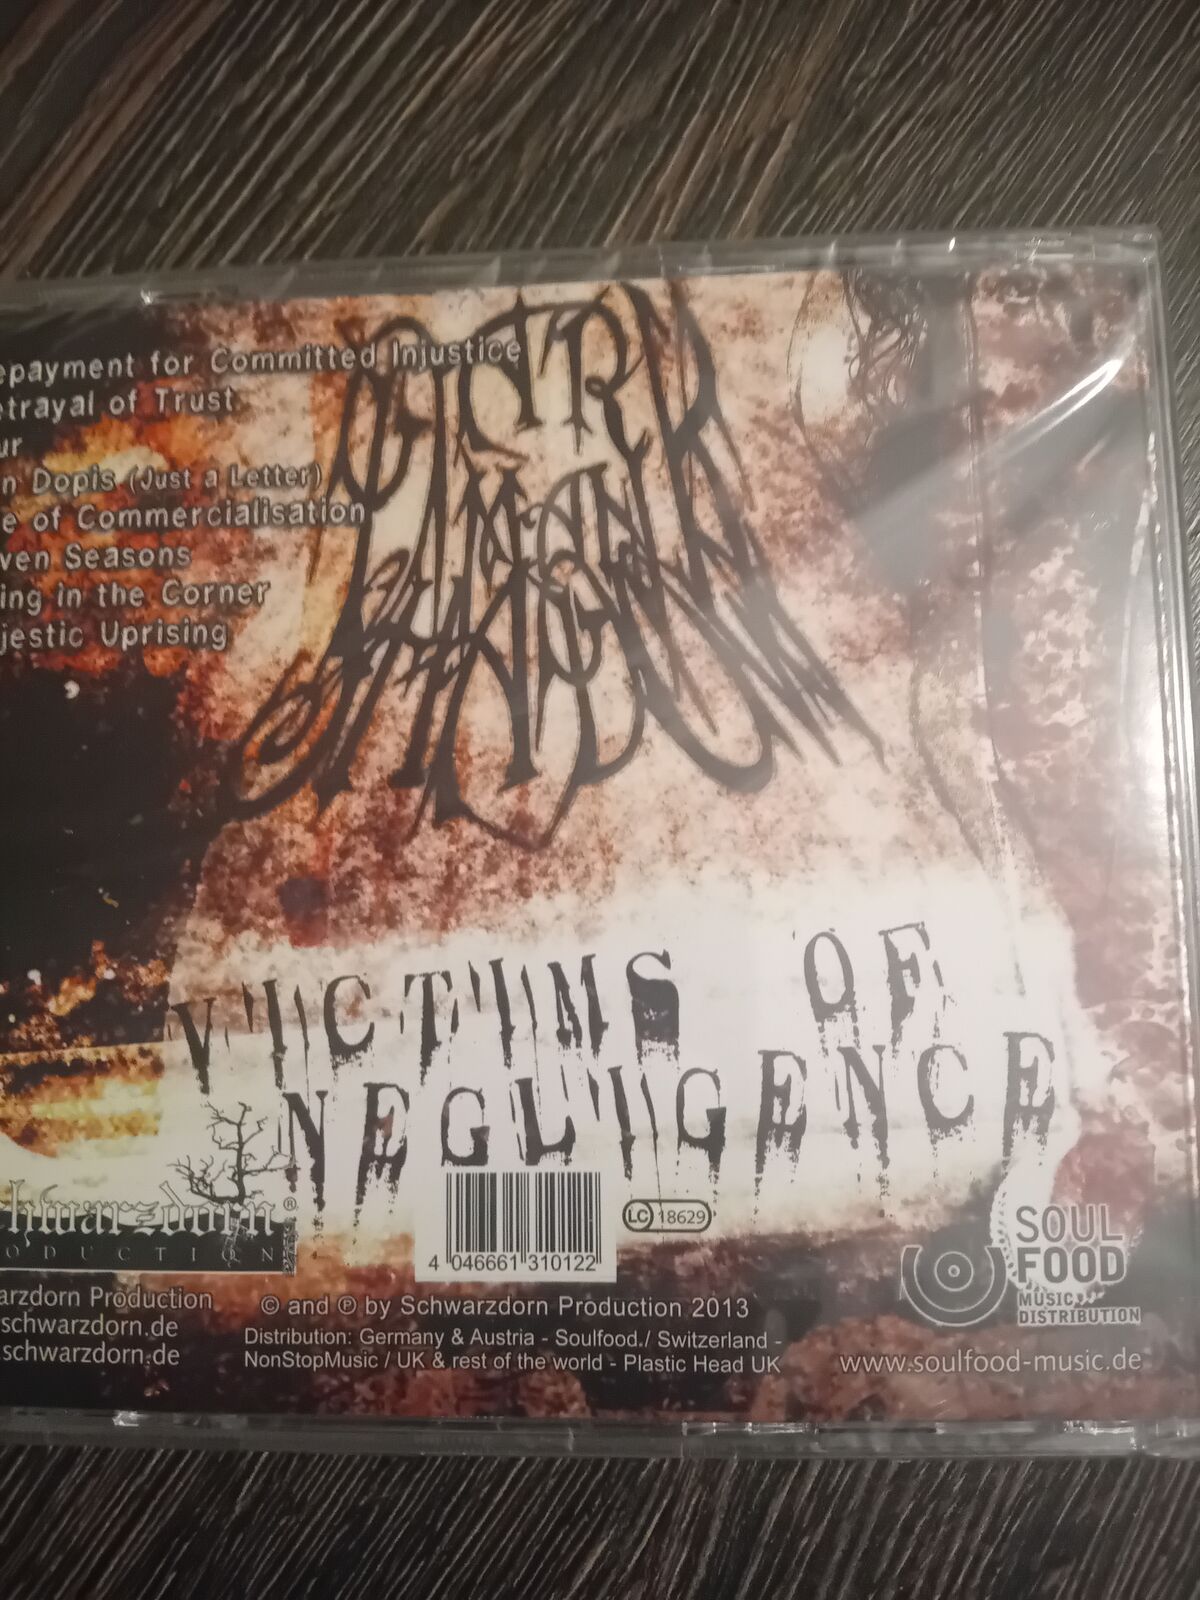 epayment for Committed Injustice
etrayal of Trust
ur
n Dopis (Just a Letter)
e of Commercialisation
ven Seasons
ing in the Corner
jestic Uprising
VICTIMS OF
NEGLIGENCE
hwarzdorn®
ODUCTION
4 046661 310122
LC 18629
SOUL
FOOD
MUSIC
DISTRIBUTION
arzdorn Production
schwarzdorn.de
schwarzdorn.de
© and ℗ by Schwarzdorn Production 2013
Distribution: Germany & Austria - Soulfood./ Switzerland -
NonStopMusic / UK & rest of the world - Plastic Head UK
www.soulfood-music.de